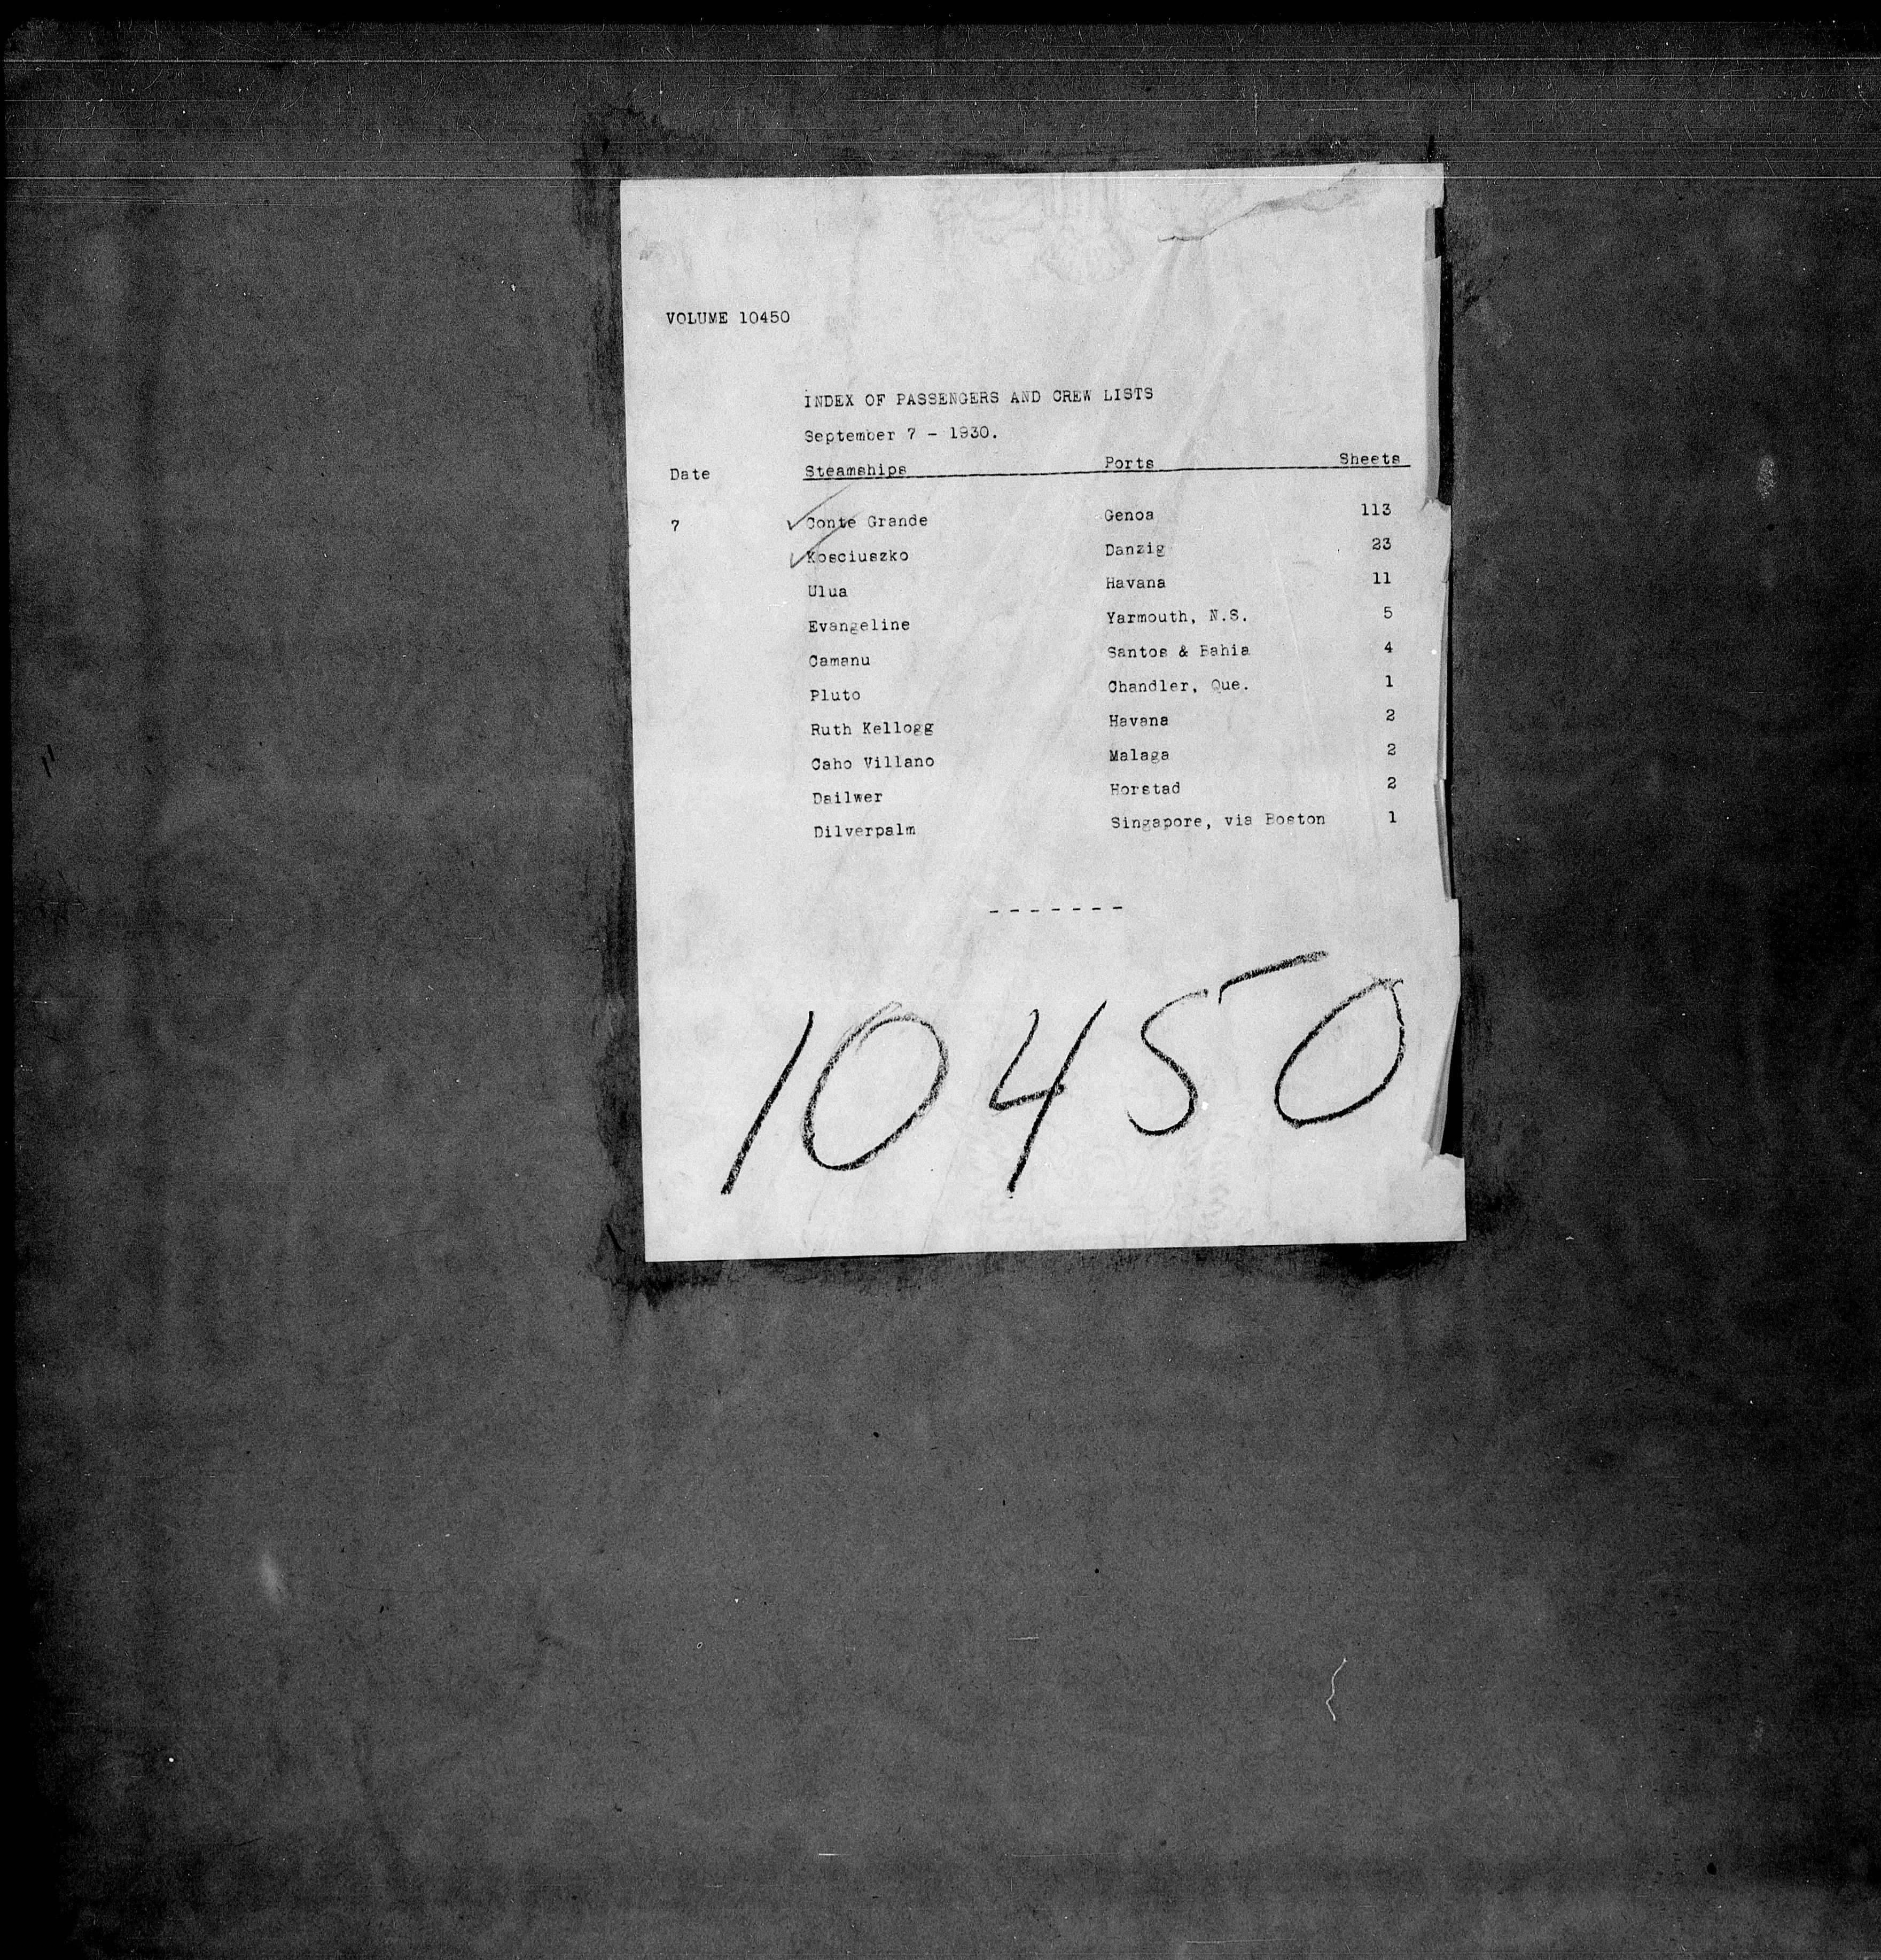 VOLUME 10450
INDEX OF PASSENGERS AND CREW LISTS
September 7 - 1930.
Date Steamships Ports Sheets
7 Conte Grande Genoa 113
Kosciuszko Danzig 23
Ulua Havana 11
Evangeline Yarmouth, N.S. 5
Camanu Santos & Bahia 4
Pluto Chandler, Que. 1
Ruth Kellogg Havana 2
Caho Villano Malaga 2
Dailwer Horstad 2
Dilverpalm Singapore, via Boston 1
- - - - - - -
10450